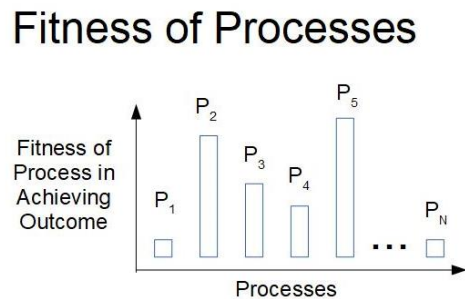 Fitness of Processes
Fitness of
Process in
Achieving
Outcome
P1
P2
P3
P4
P5
...
PN
Processes